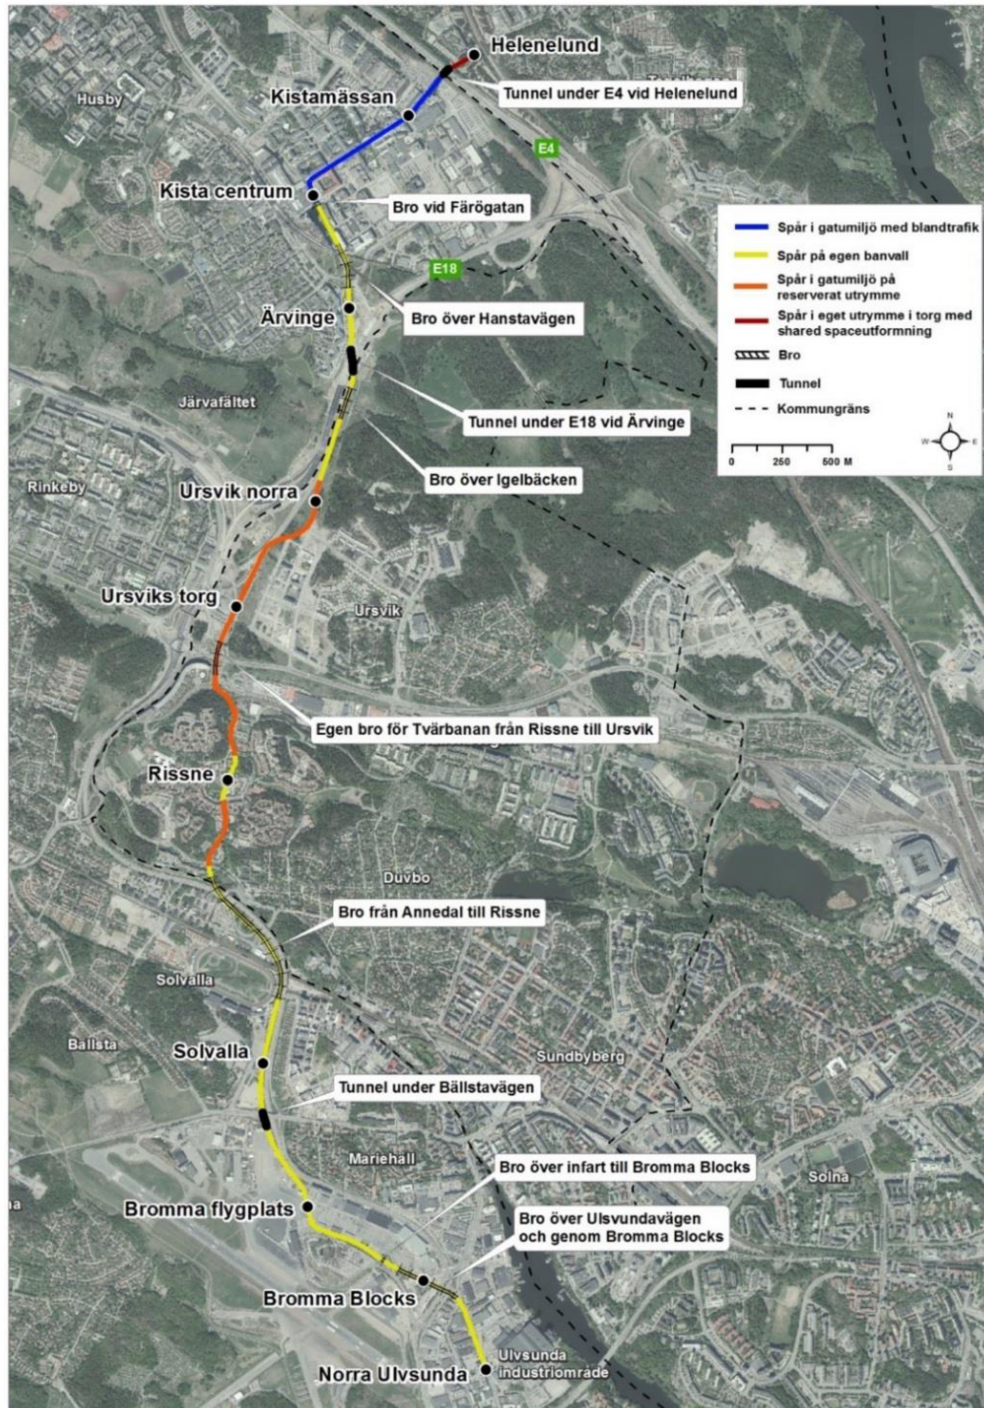 Helenelund
Tunnel under E4 vid Helenelund
Husby
Kistamässan
E4
Kista centrum
Bro vid Färögatan
Spår i gatumiljö med blandtrafik
Spår på egen banvall
Spår i gatumiljö på
reserverat utrymme
Spår i eget utrymme i torg med
shared spaceutformning
Bro
Tunnel
Kommungräns
N
W
E
S
0
250
500 M
E18
Ärvinge
Bro över Hanstavägen
Järvafältet
Tunnel under E18 vid Ärvinge
Rinkeby
Bro över Igelbäcken
Ursvik norra
Ursviks torg
Ursvik
Egen bro för Tvärbanan från Rissne till Ursvik
Rissne
Duvbo
Bro från Annedal till Rissne
Solvalla
Bällsta
Solvalla
Sundbyberg
Tunnel under Bällstavägen
Mariehäll
Bro över infart till Bromma Blocks
Solna
Bromma flygplats
Bro över Ulsvundavägen
och genom Bromma Blocks
Bromma Blocks
Norra Ulvsunda
Ulvsunda
industriområde